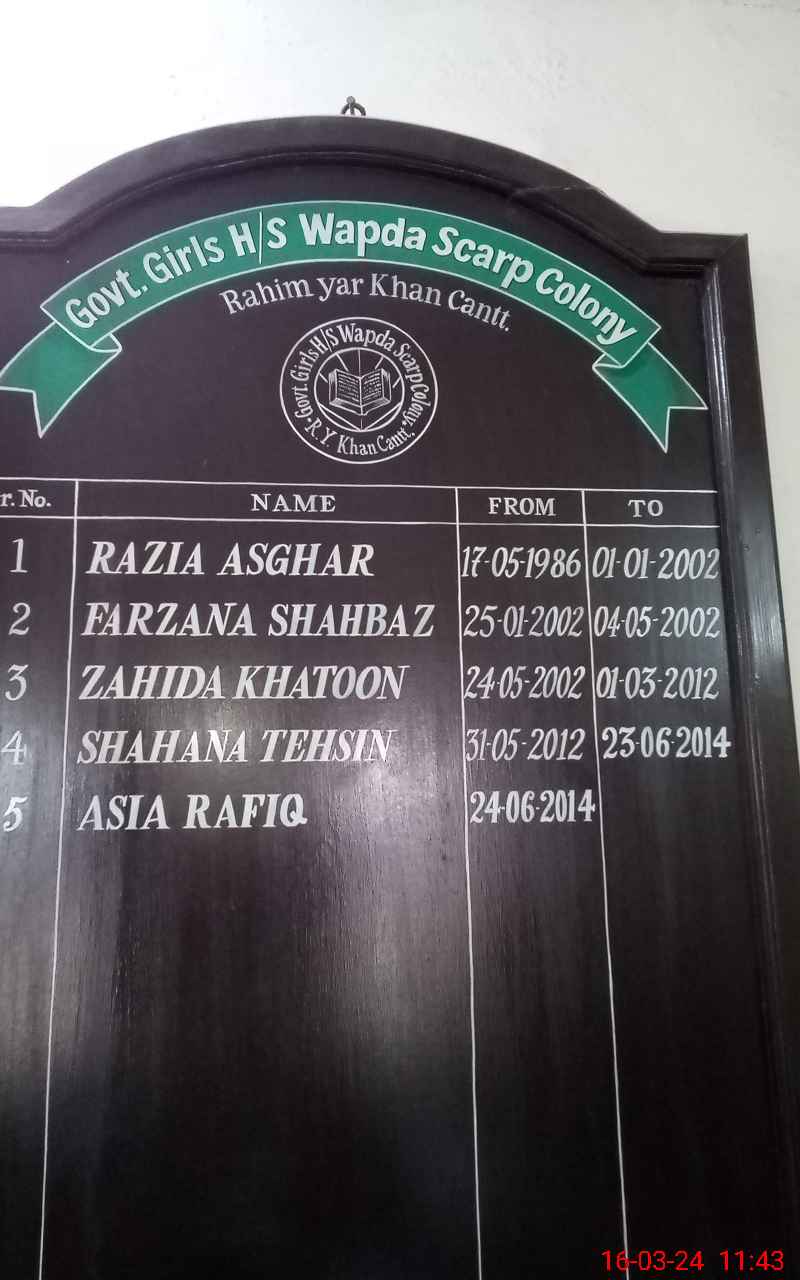 Govt. Girls H/S Wapda Scarp Colony
Rahim yar Khan Cantt.
Govt. Girls H/S Wapda Scarp Colony
R.Y. Khan Cantt.
r. No. NAME FROM TO
1 RAZIA ASGHAR 17-05-1986 01-01-2002
2 FARZANA SHAHBAZ 25-01-2002 04-05-2002
3 ZAHIDA KHATOON 24-05-2002 01-03-2012
4 SHAHANA TEHSIN 31-05-2012 23-06-2014
5 ASIA RAFIQ 24-06-2014
16-03-24 11:43